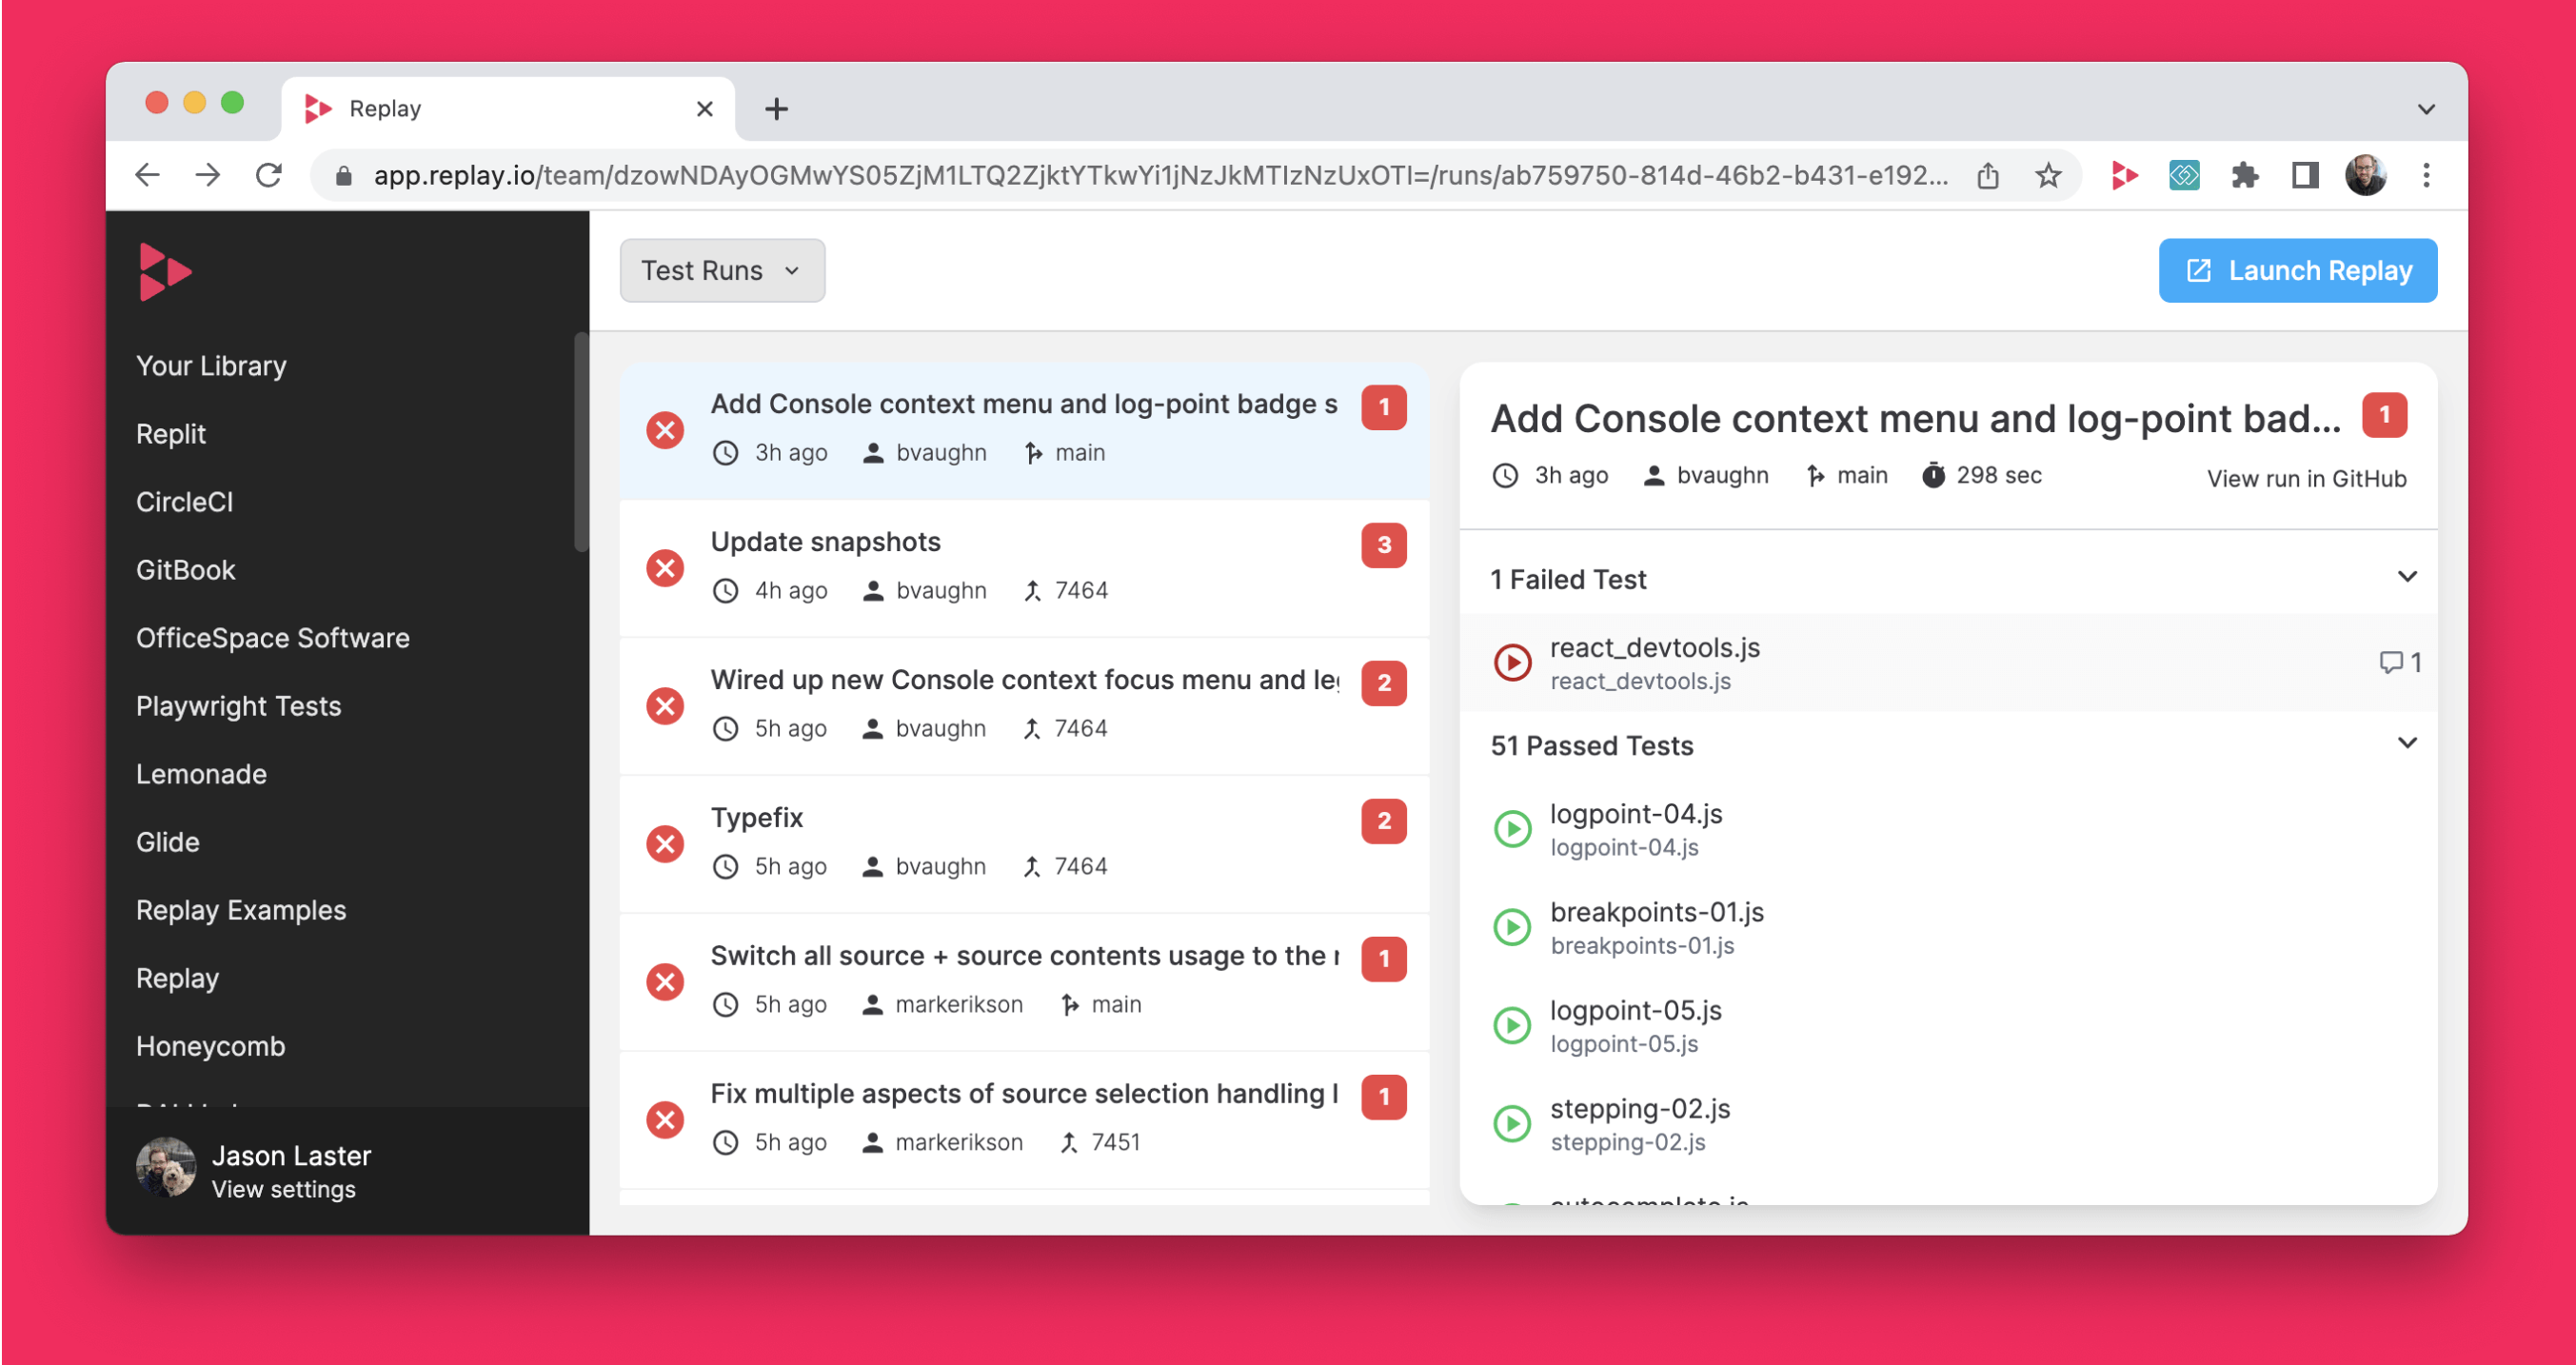 Replay
app.replay.io/team/dzowNDAyOGMwYS05ZjM1LTQ2ZjktYTkwYi1jNzJkMTIzNzUxOTI=/runs/ab759750-814d-46b2-b431-e192...
Your Library
Replit
CircleCI
GitBook
OfficeSpace Software
Playwright Tests
Lemonade
Glide
Replay Examples
Replay
Honeycomb
Jason Laster
View settings
Test Runs
Launch Replay
Add Console context menu and log-point badge s 1
3h ago bvaughn main
Update snapshots 3
4h ago bvaughn 7464
Wired up new Console context focus menu and 2
5h ago bvaughn 7464
Typefix 2
5h ago bvaughn 7464
Switch all source + source contents usage to the 1
5h ago markerikson main
Fix multiple aspects of source selection handling 1
5h ago markerikson 7451
Add Console context menu and log-point bad... 1
3h ago bvaughn main 298 sec View run in GitHub
1 Failed Test
react_devtools.js
react_devtools.js
1
51 Passed Tests
logpoint-04.js
logpoint-04.js
breakpoints-01.js
breakpoints-01.js
logpoint-05.js
logpoint-05.js
stepping-02.js
stepping-02.js